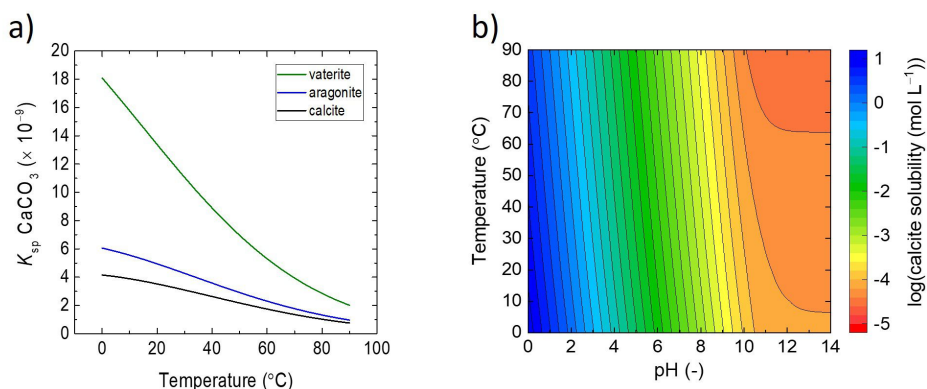 a)
K sp CaCO3 (× 10−9)
20
18
16
14
12
10
8
6
4
2
0
vaterite
aragonite
calcite
0 20 40 60 80 100
Temperature (°C)
b)
Temperature (°C)
90
80
70
60
50
40
30
20
10
0
0 2 4 6 8 10 12 14
pH (-)
1
0
-1
-2
-3
-4
-5
log(calcite solubility (mol L−1))